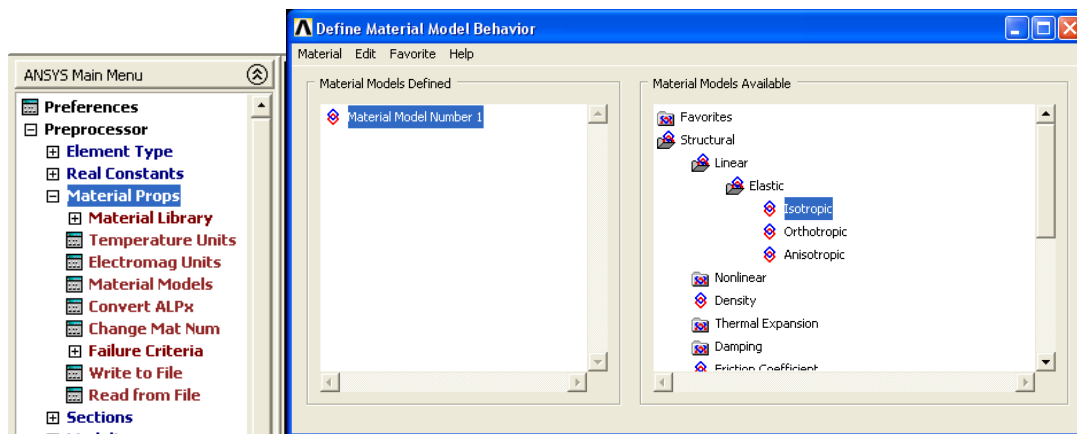 ANSYS Main Menu
Preferences
Preprocessor
Element Type
Real Constants
Material Props
Material Library
Temperature Units
Electromag Units
Material Models
Convert ALPx
Change Mat Num
Failure Criteria
Write to File
Read from File
Sections
Define Material Model Behavior
Material Edit Favorite Help
Material Models Defined
Material Model Number 1
Material Models Available
Favorites
Structural
Linear
Elastic
Isotropic
Orthotropic
Anisotropic
Nonlinear
Density
Thermal Expansion
Damping
Friction Coefficient